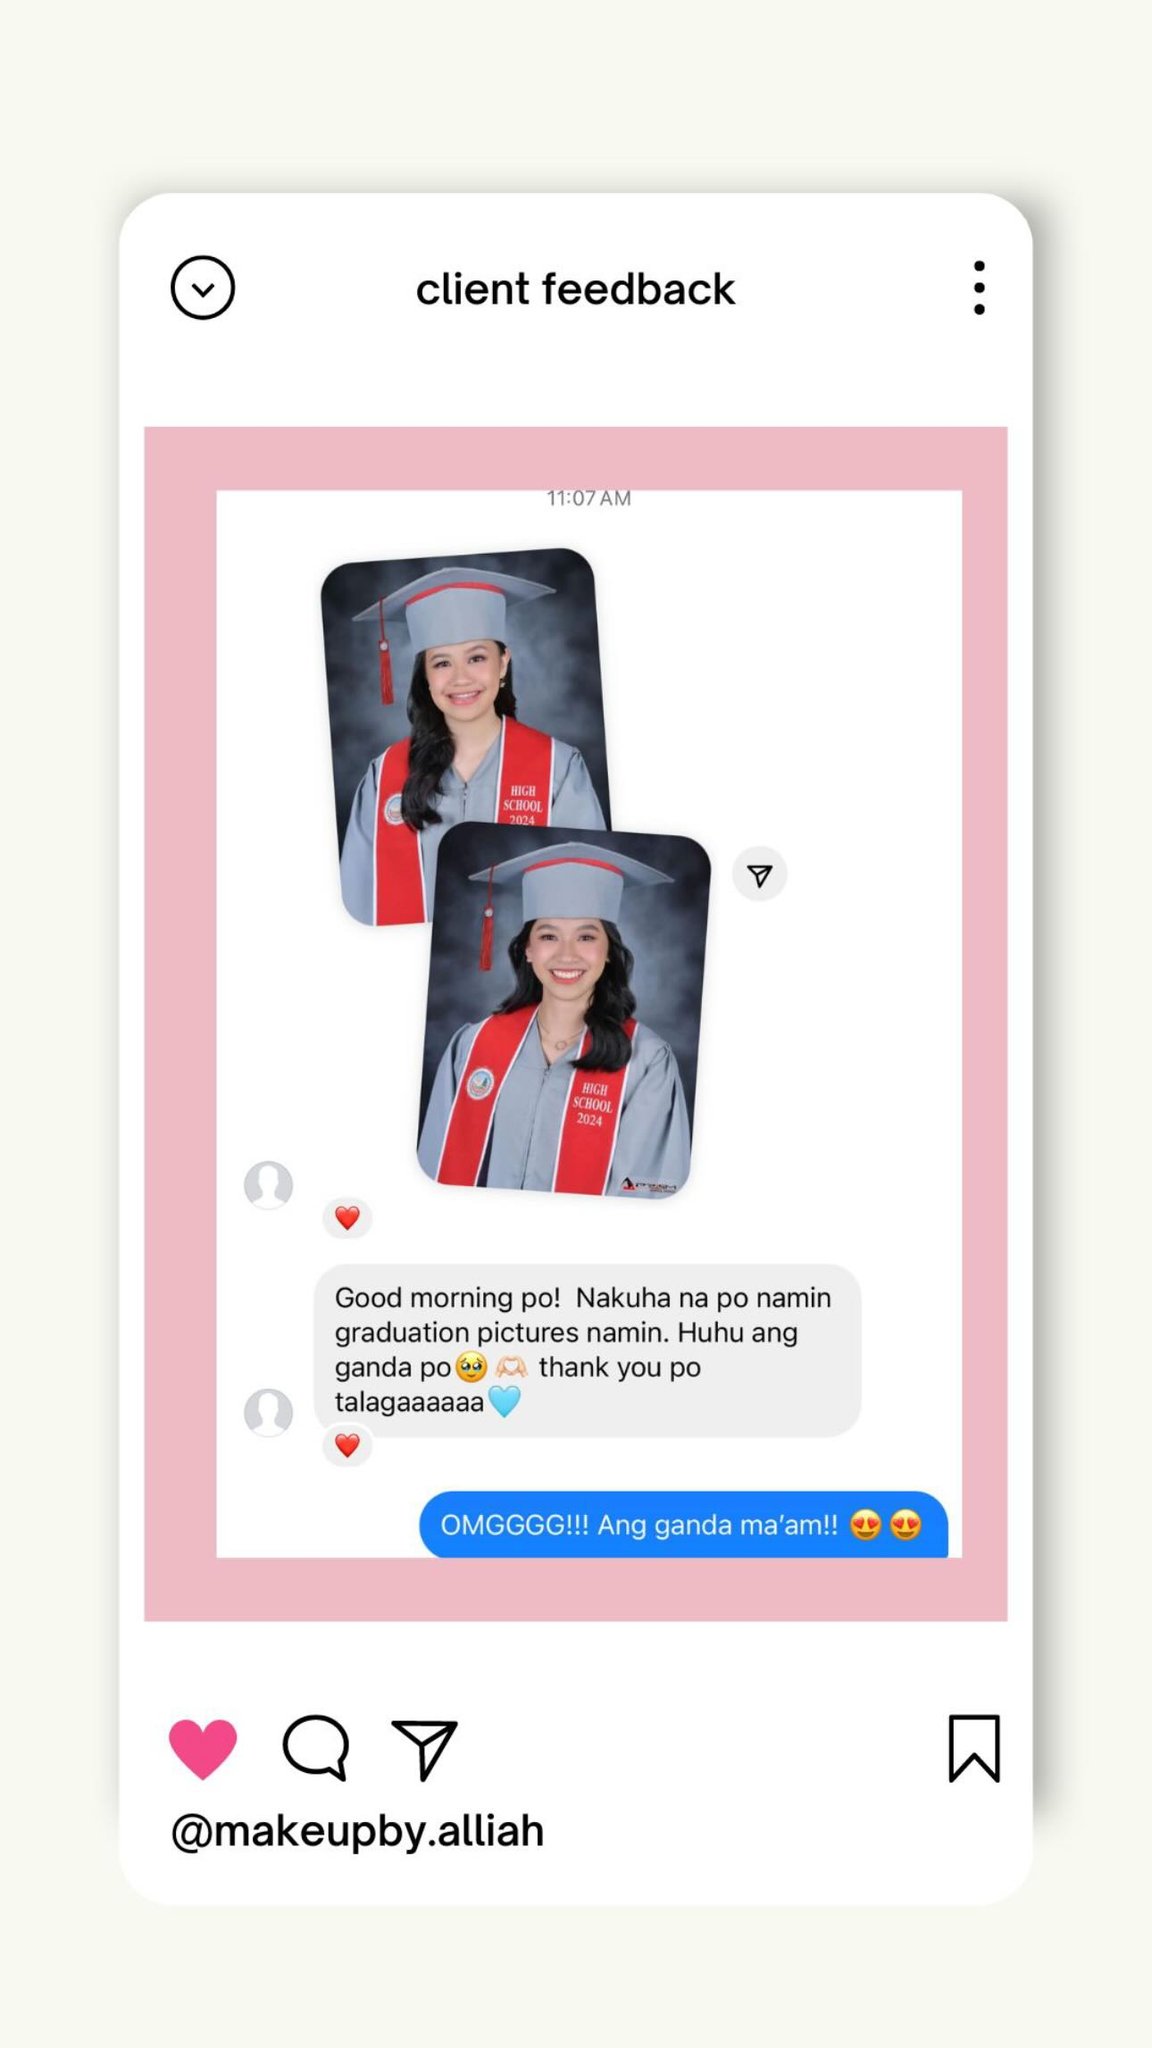 client feedback
11:07 AM
HIGH
SCHOOL
2024
HIGH
SCHOOL
2024
Good morning po! Nakuha na po namin
graduation pictures namin. Huhu ang
ganda po🥹🫶🏻 thank you po
talagaaaaaa🩵
OMGGGG!!! Ang ganda ma'am!! 😍😍
@makeupby.alliah